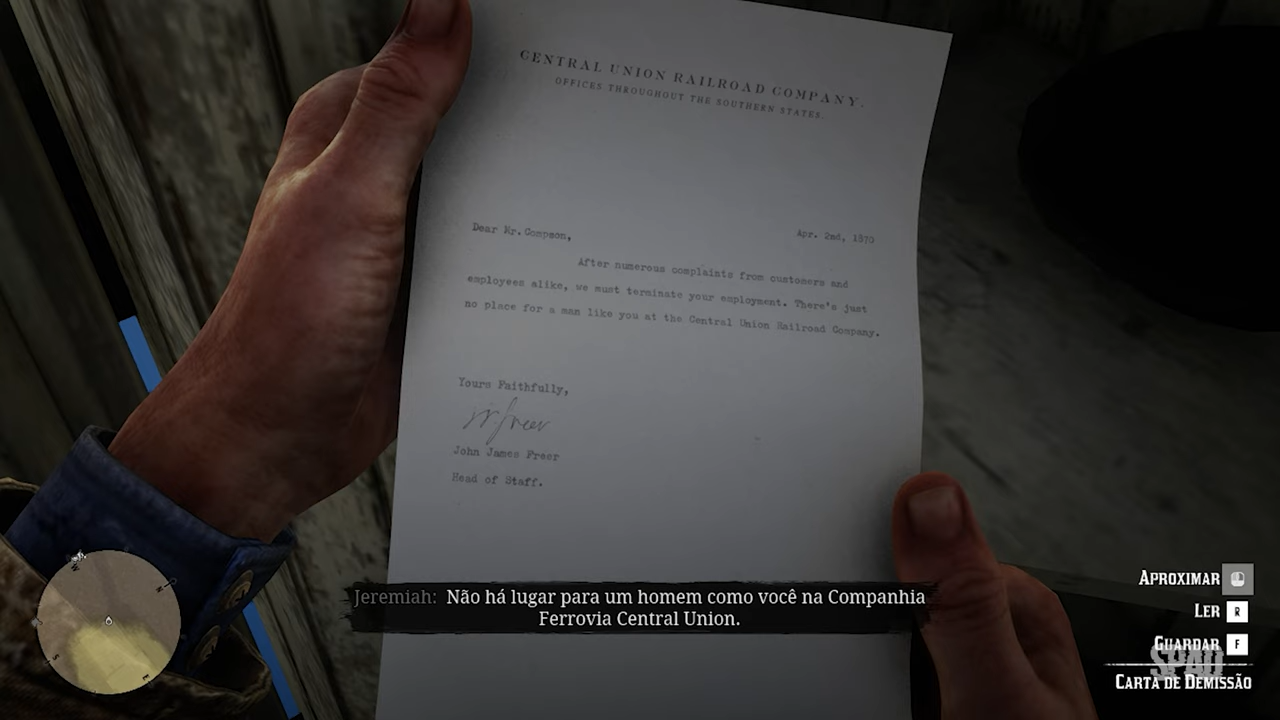 CENTRAL UNION RAILROAD COMPANY.
OFFICES THROUGHOUT THE SOUTHERN STATES.
Dear Mr. Compson,
Apr. 2nd, 1870
After numerous complaints from customers and
employees alike, we must terminate your employment. There's just
no place for a man like you at the Central Union Railroad Company.
Yours Faithfully,
John James Freer
Head of Staff.
Jeremiah: Não há lugar para um homem como você na Companhia
Ferrovia Central Union.
APROXIMAR
LER R
GUARDAR F
SPAD
CARTA DE DEMISSÃO